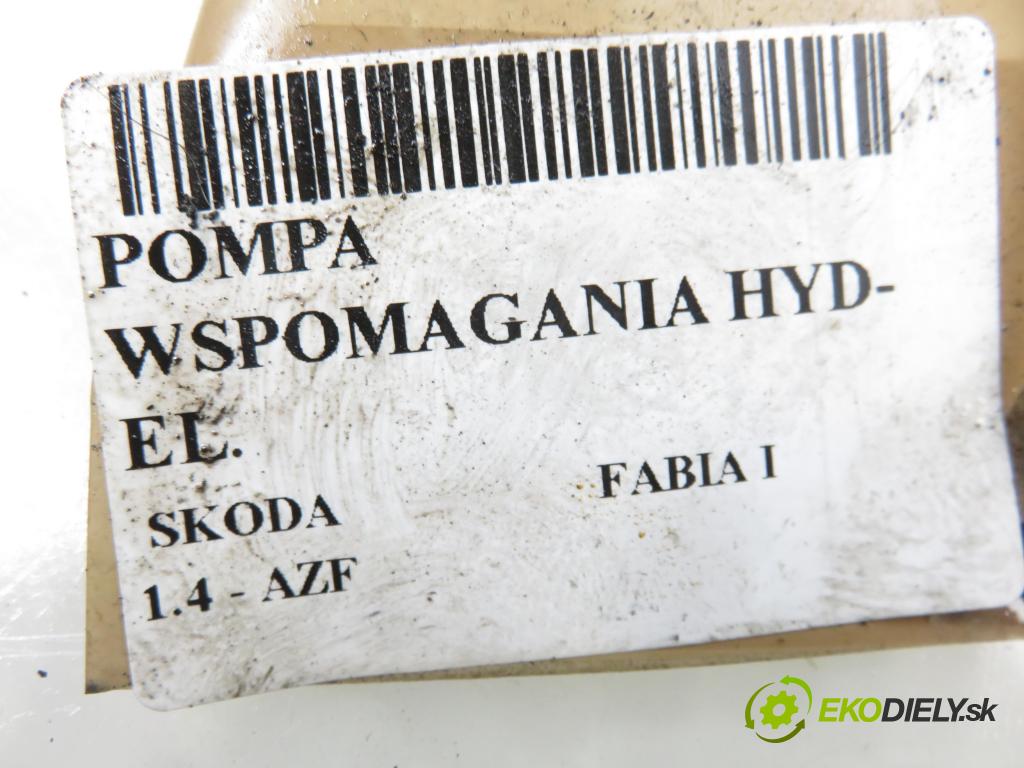 POMPA
WSPOMAGANIA HYD-
EL.
SKODA FABIA I
1.4 - AZF
EKODIELY.sk